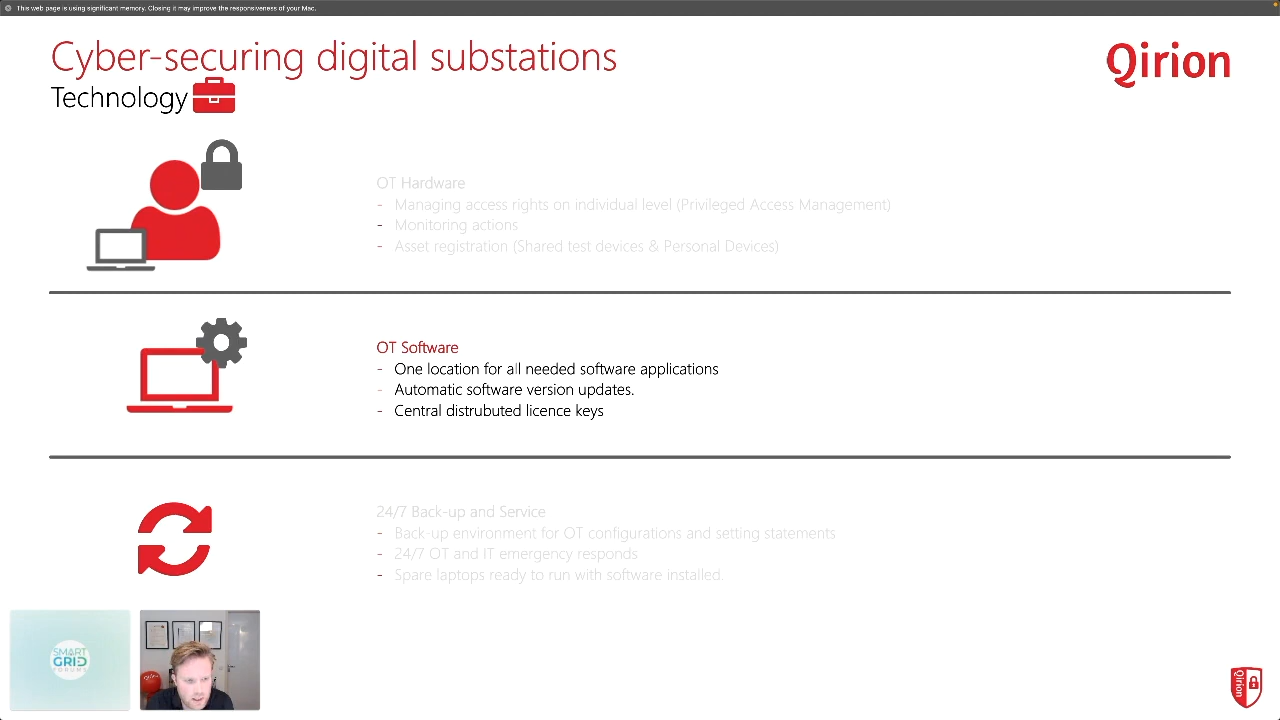 This web page is using significant memory. Closing it may improve the responsiveness of your Mac.
Cyber-securing digital substations
Qirion
Technology
OT Hardware
- Managing access rights on individual level (Privileged Access Management)
- Monitoring actions
- Asset registration (Shared test devices & Personal Devices)
OT Software
- One location for all needed software applications
- Automatic software version updates.
- Central distrubuted licence keys
24/7 Back-up and Service
- Back-up environment for OT configurations and setting statements
- 24/7 OT and IT emergency responds
- Spare laptops ready to run with software installed.
SMART
GRID
FORUMS
Qirion
Qirion